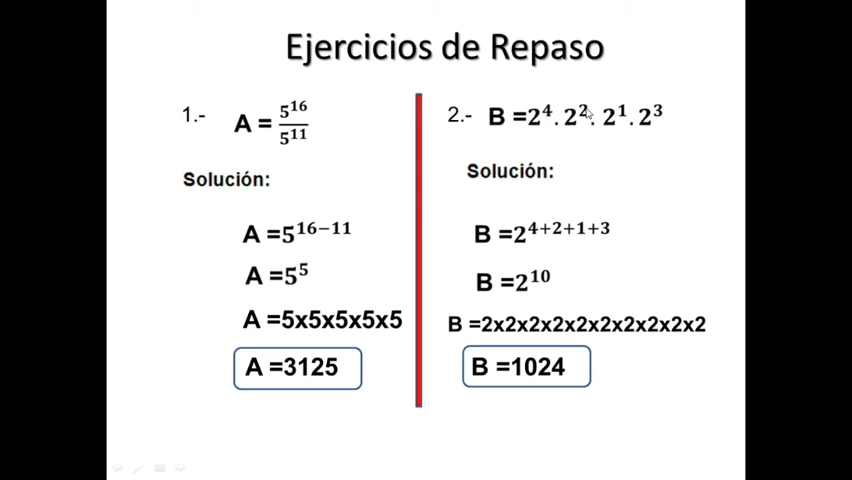 Ejercicios de Repaso
1.- A = 5¹⁶/5¹¹
Solución:
A =5¹⁶⁻¹¹
A =5⁵
A =5x5x5x5x5
A =3125
2.- B =2⁴. 2². 2¹. 2³
Solución:
B =2⁴⁺²⁺¹⁺³
B =2¹⁰
B =2x2x2x2x2x2x2x2x2x2
B =1024